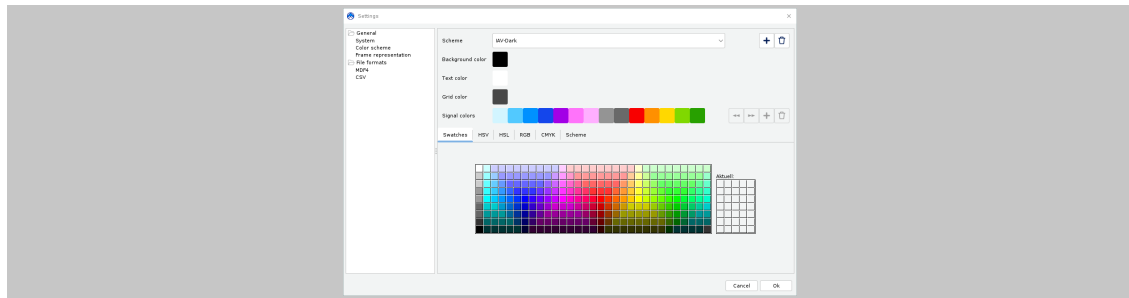 Settings
General
System
Color scheme
Frame representation
File formats
MDF4
CSV
Scheme
IAV-Dark
Background color
Text color
Grid color
Signal colors
Swatches HSV HSL RGB CMYK Scheme
Aktuell:
Cancel Ok